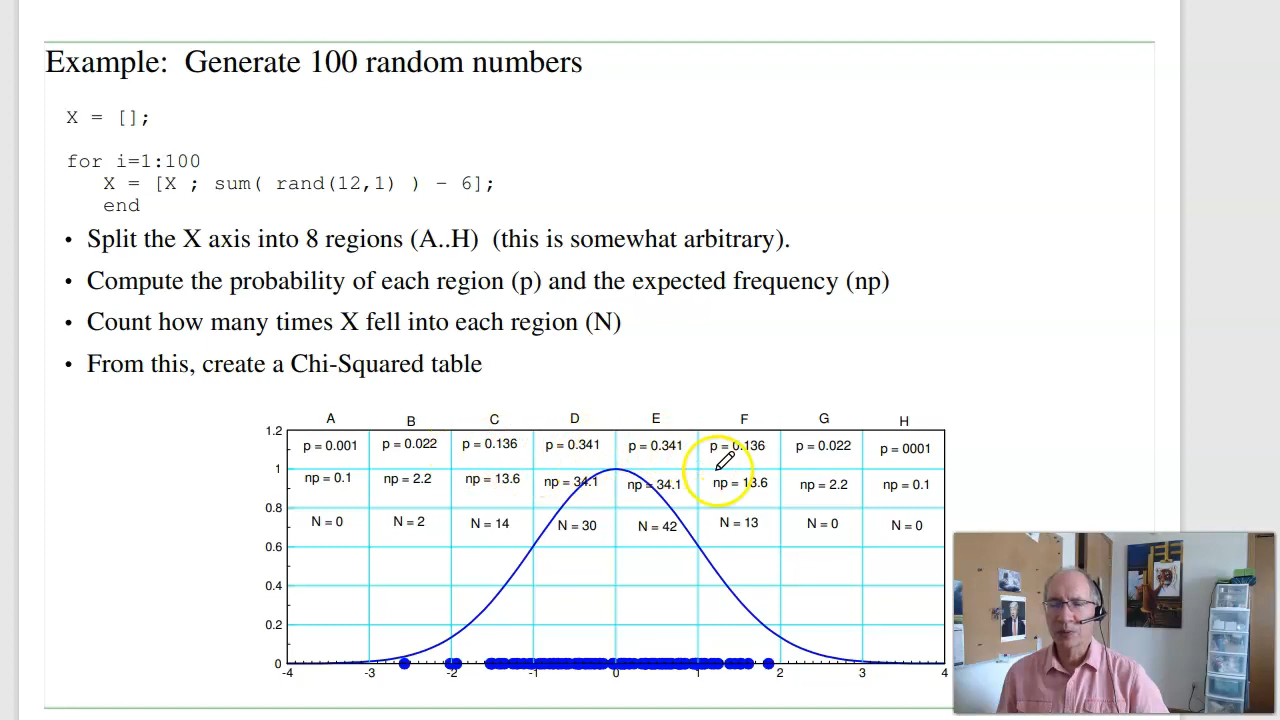 Example: Generate 100 random numbers
X = [];
for i=1:100
X = [X ; sum( rand(12,1) ) - 6];
end
• Split the X axis into 8 regions (A..H) (this is somewhat arbitrary).
• Compute the probability of each region (p) and the expected frequency (np)
• Count how many times X fell into each region (N)
• From this, create a Chi-Squared table
A B C D E F G H
1.2
p = 0.001 p = 0.022 p = 0.136 p = 0.341 p = 0.341 p = 0.136 p = 0.022 p = 0001
1
np = 0.1 np = 2.2 np = 13.6 np = 34.1 np = 34.1 np = 13.6 np = 2.2 np = 0.1
0.8
N = 0 N = 2 N = 14 N = 30 N = 42 N = 13 N = 0 N = 0
0.6
0.4
0.2
0
-4 -3 -2 -1 0 1 2 3 4